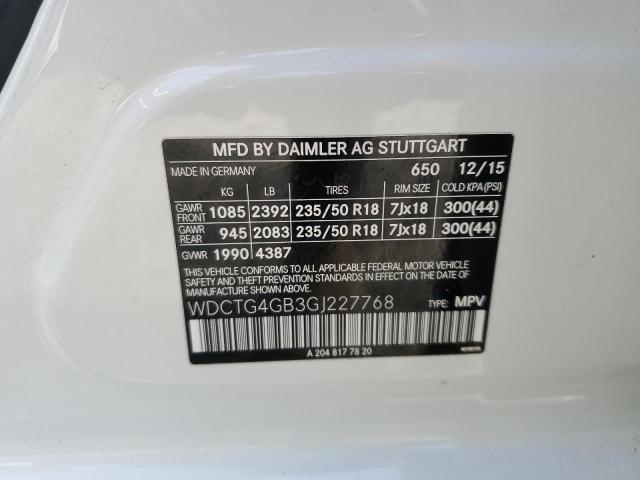 MFD BY DAIMLER AG STUTTGART
MADE IN GERMANY 650 12/15
KG LB TIRES RIM SIZE COLD KPA(PSI)
GAWR FRONT 1085 2392 235/50 R18 7Jx18 300(44)
GAWR REAR 945 2083 235/50 R18 7Jx18 300(44)
GVWR 1990 4387
THIS VEHICLE CONFORMS TO ALL APPLICABLE FEDERAL MOTOR VEHICLE
SAFETY AND THEFT PREVENTION STANDARDS IN EFFECT ON THE DATE
OF MANUFACTURE SHOWN ABOVE.
WDCTG4GB3GJ227768 TYPE: MPV
A 204 817 78 20